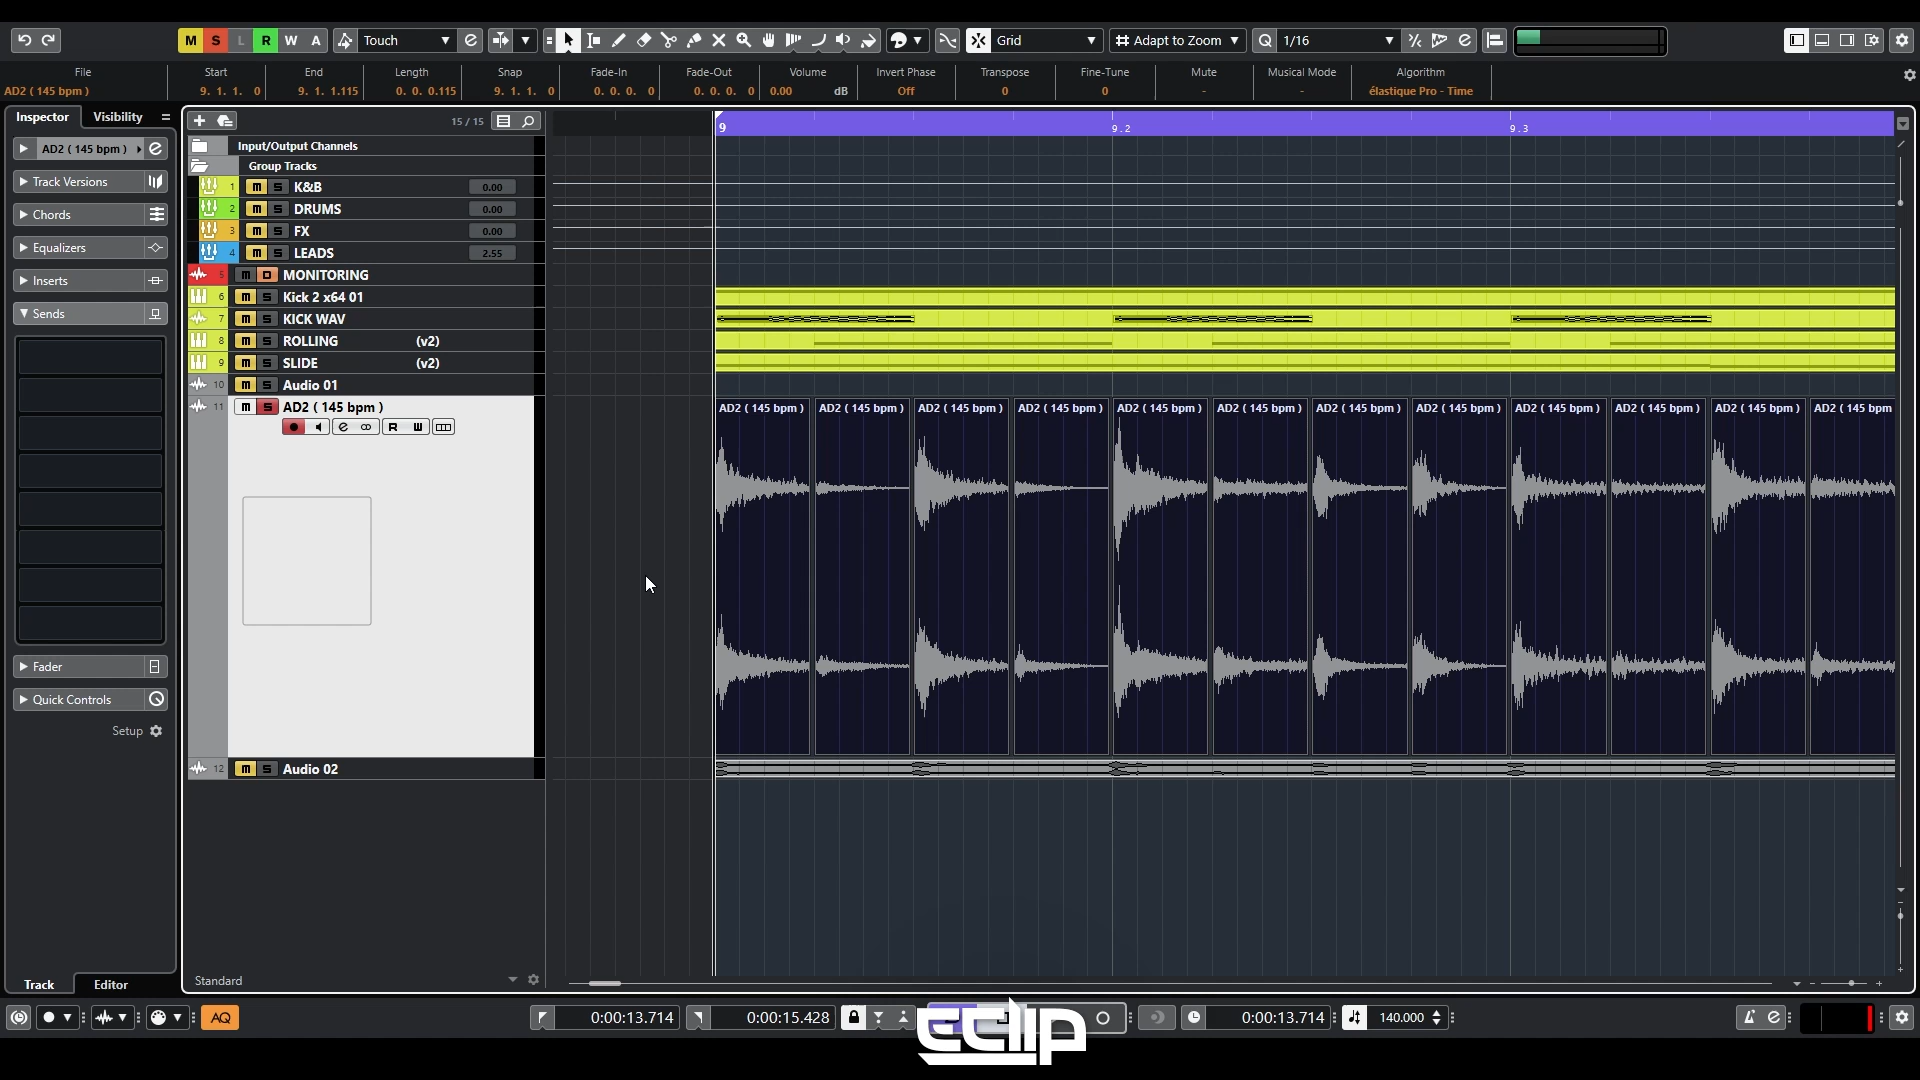 M S L R W A Touch Grid Adapt to Zoom 1/16
File Start End Length Snap Fade-In Fade-Out Volume Invert Phase Transpose Fine-Tune Mute Musical Mode Algorithm
AD2 ( 145 bpm ) 9. 1. 1. 0 9. 1. 1.115 0. 0. 0.115 9. 1. 1. 0 0. 0. 0. 0 0. 0. 0. 0 0.00 dB Off 0 0 - - élastique Pro - Time
Inspector Visibility
15 / 15
9 9.2 9.3
AD2 ( 145 bpm )
Track Versions
Chords
Equalizers
Inserts
Sends
Fader
Quick Controls
Setup
Input/Output Channels
Group Tracks
1 m S K&B 0.00
2 m S DRUMS 0.00
3 m S FX 0.00
4 m S LEADS 2.55
5 m MONITORING
6 m S Kick 2 x64 01
7 m S KICK WAV
8 m S ROLLING (v2)
9 m S SLIDE (v2)
10 m S Audio 01
11 m S AD2 ( 145 bpm )
R W
AD2 ( 145 bpm ) AD2 ( 145 bpm ) AD2 ( 145 bpm ) AD2 ( 145 bpm ) AD2 ( 145 bpm ) AD2 ( 145 bpm ) AD2 ( 145 bpm ) AD2 ( 145 bpm ) AD2 ( 145 bpm ) AD2 ( 145 bpm ) AD2 ( 145 bpm ) AD2 ( 145 bpm
12 m S Audio 02
Standard
Track Editor
AQ 0:00:13.714 0:00:15.428 0:00:13.714 140.000
eclip